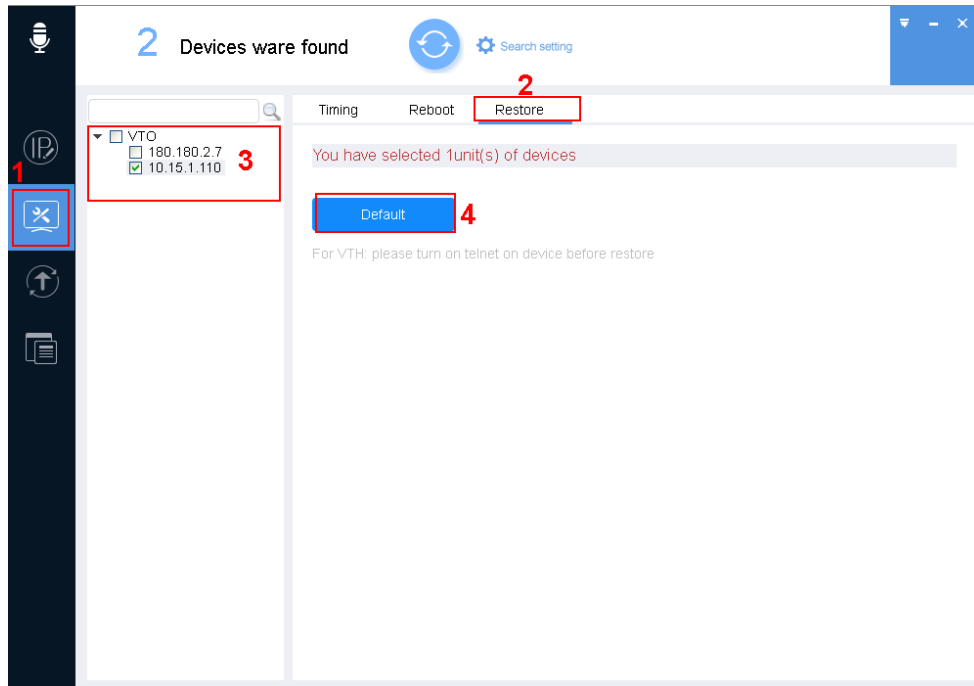 2 Devices ware found
Search setting
2
Timing Reboot Restore
VTO
180.180.2.7
10.15.1.110
3
IP
1
You have selected 1unit(s) of devices
Default
4
For VTH: please turn on telnet on device before restore